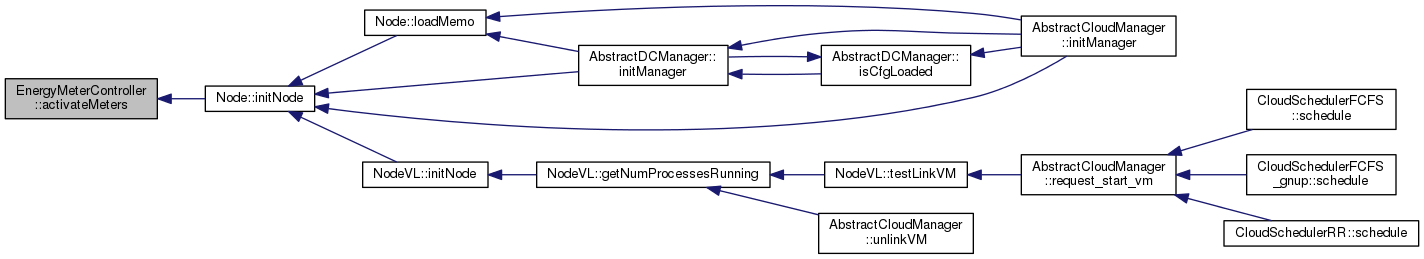 EnergyMeterController
::activateMeters
Node::initNode
Node::loadMemo
AbstractDCManager::
initManager
AbstractDCManager::
isCfgLoaded
AbstractCloudManager
::initManager
NodeVL::initNode
NodeVL::getNumProcessesRunning
NodeVL::testLinkVM
AbstractCloudManager
::unlinkVM
AbstractCloudManager
::request_start_vm
CloudSchedulerFCFS
::schedule
CloudSchedulerFCFS
_gnup::schedule
CloudSchedulerRR::schedule